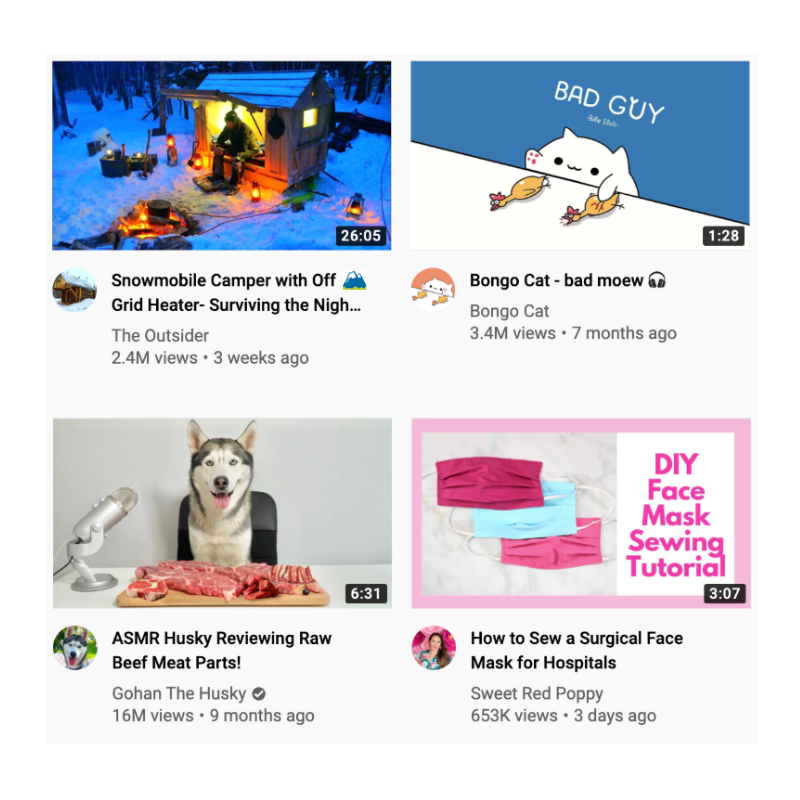 26:05
Snowmobile Camper with Off 🏔️
Grid Heater- Surviving the Nigh...
The Outsider
2.4M views • 3 weeks ago
BAD GUY
1:28
Bongo Cat - bad moew 🎧
Bongo Cat
3.4M views • 7 months ago
6:31
ASMR Husky Reviewing Raw
Beef Meat Parts!
Gohan The Husky
16M views • 9 months ago
DIY
Face
Mask
Sewing
Tutorial
3:07
How to Sew a Surgical Face
Mask for Hospitals
Sweet Red Poppy
653K views • 3 days ago